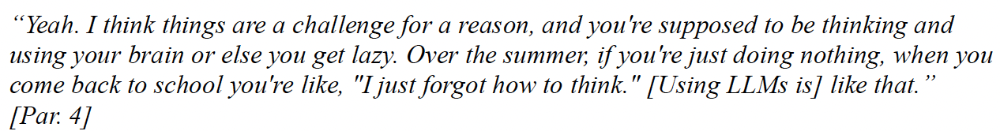 “Yeah. I think things are a challenge for a reason, and you're supposed to be thinking and
using your brain or else you get lazy. Over the summer, if you're just doing nothing, when you
come back to school you're like, "I just forgot how to think." [Using LLMs is] like that.”
[Par. 4]